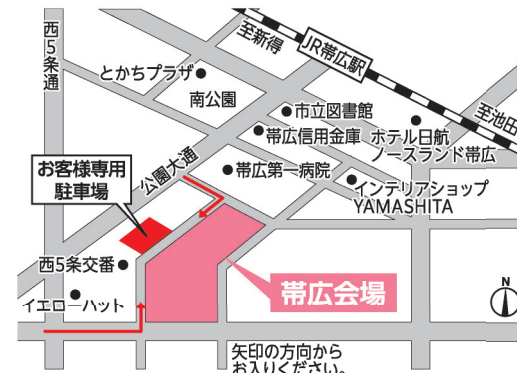 西5条通
至新得
JR帯広駅
とかちプラザ
南公園
市立図書館
帯広信用金庫
ホテル日航
ノースランド帯広
至池田
公園大通
帯広第一病院
インテリアショップ
YAMASHITA
お客様専用
駐車場
西5条交番
イエローハット
帯広会場
N
矢印の方向から
お入りください。